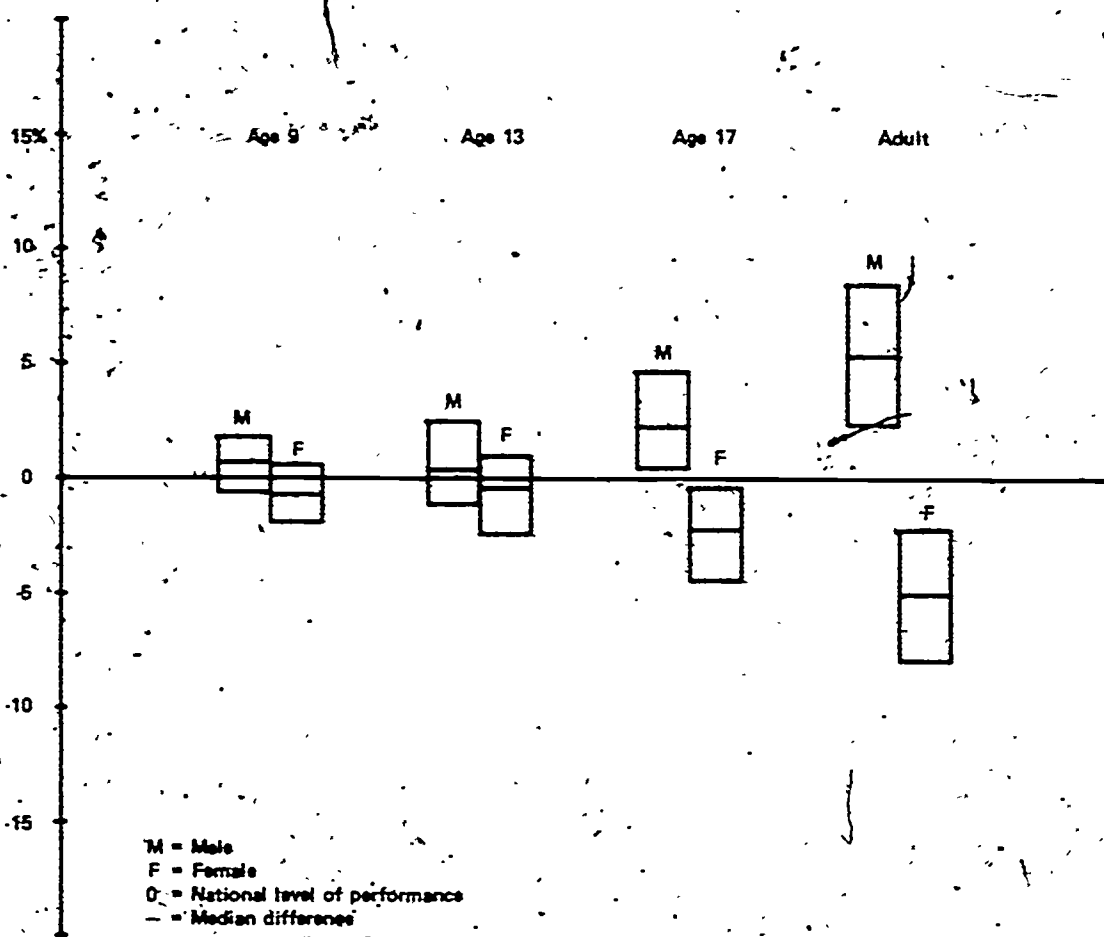 15%
Age 9
Age 13
Age 17
Adult
10
M
5
M
M
F
M
F
F
0
F
-5
-10
-15
M = Male
F = Female
0 = National level of performance
— = Median difference